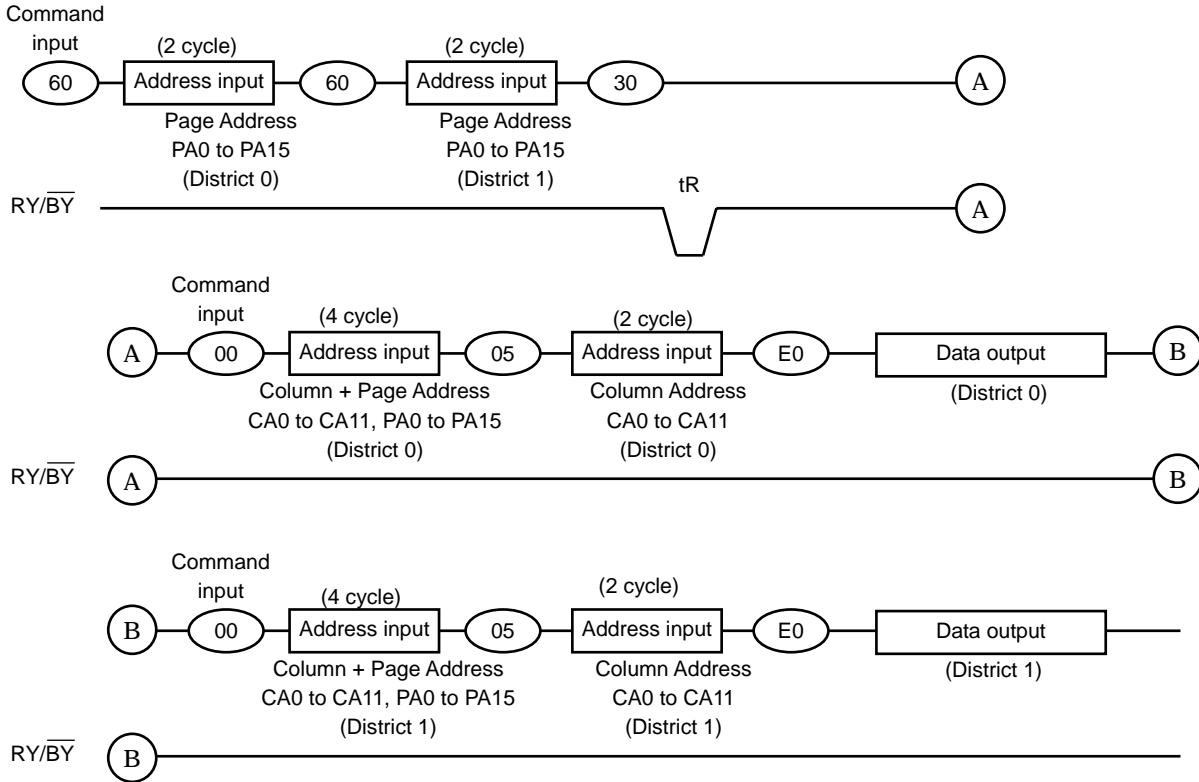 Command
input
(2 cycle)
(2 cycle)
60
Address input
60
Address input
30
A
Page Address
PA0 to PA15
(District 0)
Page Address
PA0 to PA15
(District 1)
tR
RY/B̅Y̅
A
Command
input
(4 cycle)
(2 cycle)
A
00
Address input
05
Address input
E0
Data output
B
Column + Page Address
CA0 to CA11, PA0 to PA15
(District 0)
Column Address
CA0 to CA11
(District 0)
(District 0)
RY/B̅Y̅
A
B
Command
input
(4 cycle)
(2 cycle)
B
00
Address input
05
Address input
E0
Data output
Column + Page Address
CA0 to CA11, PA0 to PA15
(District 1)
Column Address
CA0 to CA11
(District 1)
(District 1)
RY/B̅Y̅
B